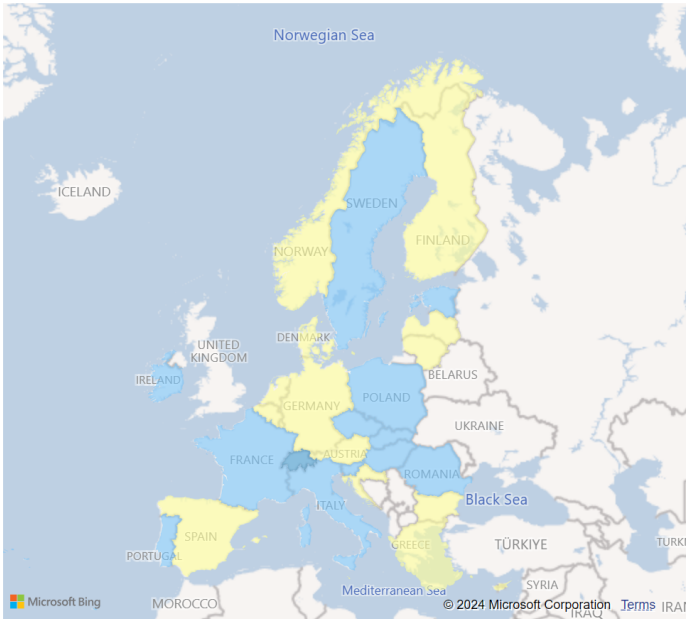 Norwegian Sea
ICELAND
SWEDEN
FINLAND
NORWAY
DENMARK
UNITED
KINGDOM
IRELAND
BELARUS
POLAND
GERMANY
UKRAINE
FRANCE
AUSTRIA
ROMANIA
Black Sea
ITALY
SPAIN
PORTUGAL
GREECE
TÜRKIYE
TURK
Mediterranean Sea
SYRIA
MOROCCO
IRAQ
IRAN
Microsoft Bing
© 2024 Microsoft Corporation Terms